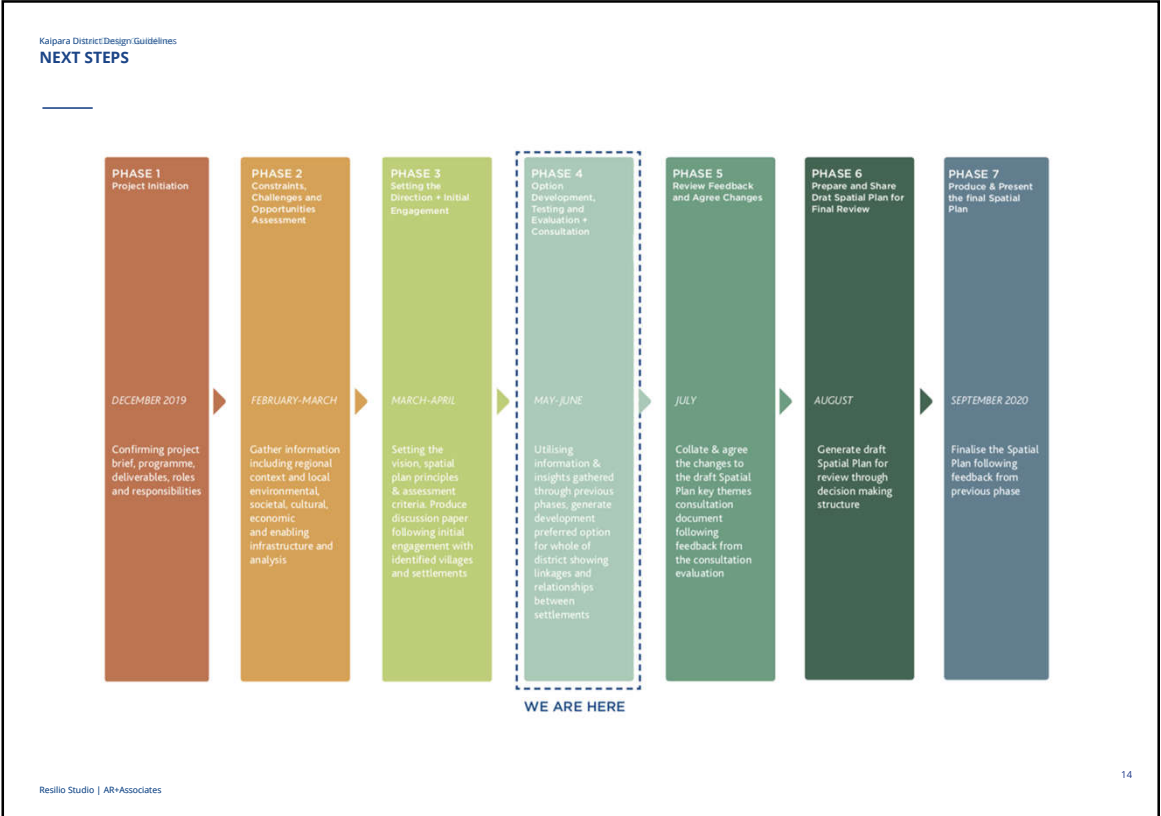 Kaipara District Design Guidelines
NEXT STEPS
PHASE 1
Project Initiation
DECEMBER 2019
Confirming project
brief, programme,
deliverables, roles
and responsibilities
PHASE 2
Constraints,
Challenges and
Opportunities
Assessment
FEBRUARY-MARCH
Gather information
including regional
context and local
environmental,
societal, cultural,
economic
and enabling
infrastructure and
analysis
PHASE 3
Setting the
Direction + Initial
Engagement
MARCH-APRIL
Setting the
vision, spatial
plan principles
& assessment
criteria. Produce
discussion paper
following initial
engagement with
identified villages
and settlements
PHASE 4
Option
Development,
Testing and
Evaluation +
Consultation
MAY-JUNE
Utilising
information &
insights gathered
through previous
phases, generate
development
preferred option
for whole of
district showing
linkages and
relationships
between
settlements
WE ARE HERE
PHASE 5
Review Feedback
and Agree Changes
JULY
Collate & agree
the changes to
the draft Spatial
Plan key themes
consultation
document
following
feedback from
the consultation
evaluation
PHASE 6
Prepare and Share
Drat Spatial Plan for
Final Review
AUGUST
Generate draft
Spatial Plan for
review through
decision making
structure
PHASE 7
Produce & Present
the final Spatial
Plan
SEPTEMBER 2020
Finalise the Spatial
Plan following
feedback from
previous phase
14
Resilio Studio | AR+Associates